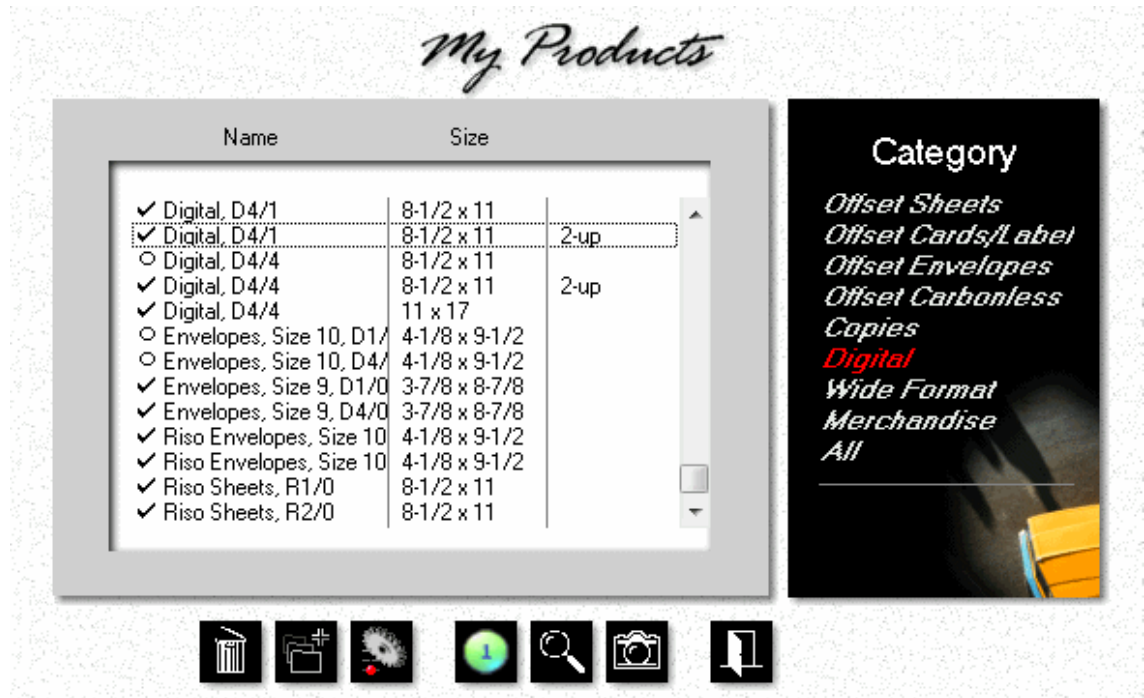 My Products
Name Size
Digital, D4/1 8-1/2 x 11
Digital, D4/1 8-1/2 x 11 2-up
Digital, D4/4 8-1/2 x 11
Digital, D4/4 8-1/2 x 11 2-up
Digital, D4/4 11 x 17
Envelopes, Size 10, D1/ 4-1/8 x 9-1/2
Envelopes, Size 10, D4/ 4-1/8 x 9-1/2
Envelopes, Size 9, D1/0 3-7/8 x 8-7/8
Envelopes, Size 9, D4/0 3-7/8 x 8-7/8
Riso Envelopes, Size 10 4-1/8 x 9-1/2
Riso Envelopes, Size 10 4-1/8 x 9-1/2
Riso Sheets, R1/0 8-1/2 x 11
Riso Sheets, R2/0 8-1/2 x 11
Category
Offset Sheets
Offset Cards/Label
Offset Envelopes
Offset Carbonless
Copies
Digital
Wide Format
Merchandise
All
1